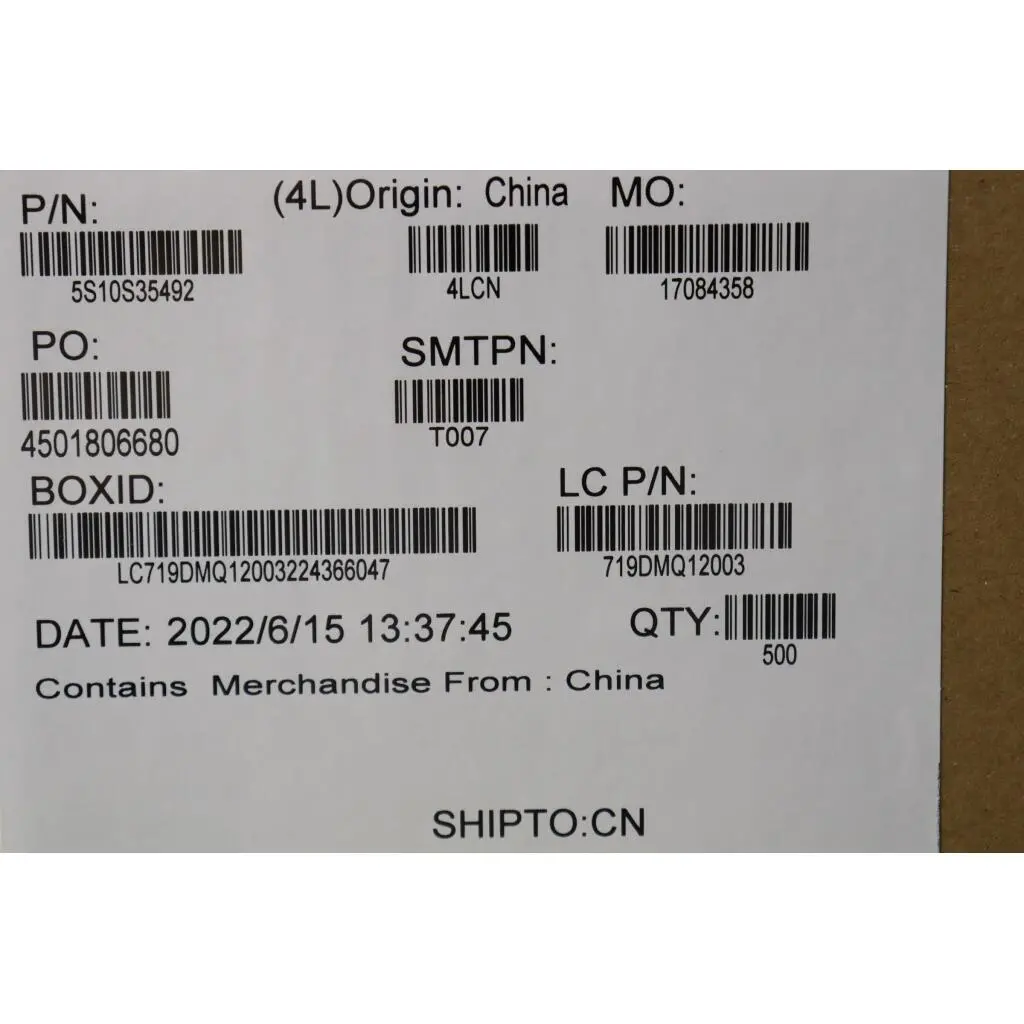 P/N: (4L)Origin: China MO:
5S10S35492 4LCN 17084358
PO: SMTPN:
4501806680 T007
BOXID: LC P/N:
LC719DMQ12003224366047 719DMQ12003
DATE: 2022/6/15 13:37:45 QTY:
500
Contains Merchandise From : China
SHIPTO:CN